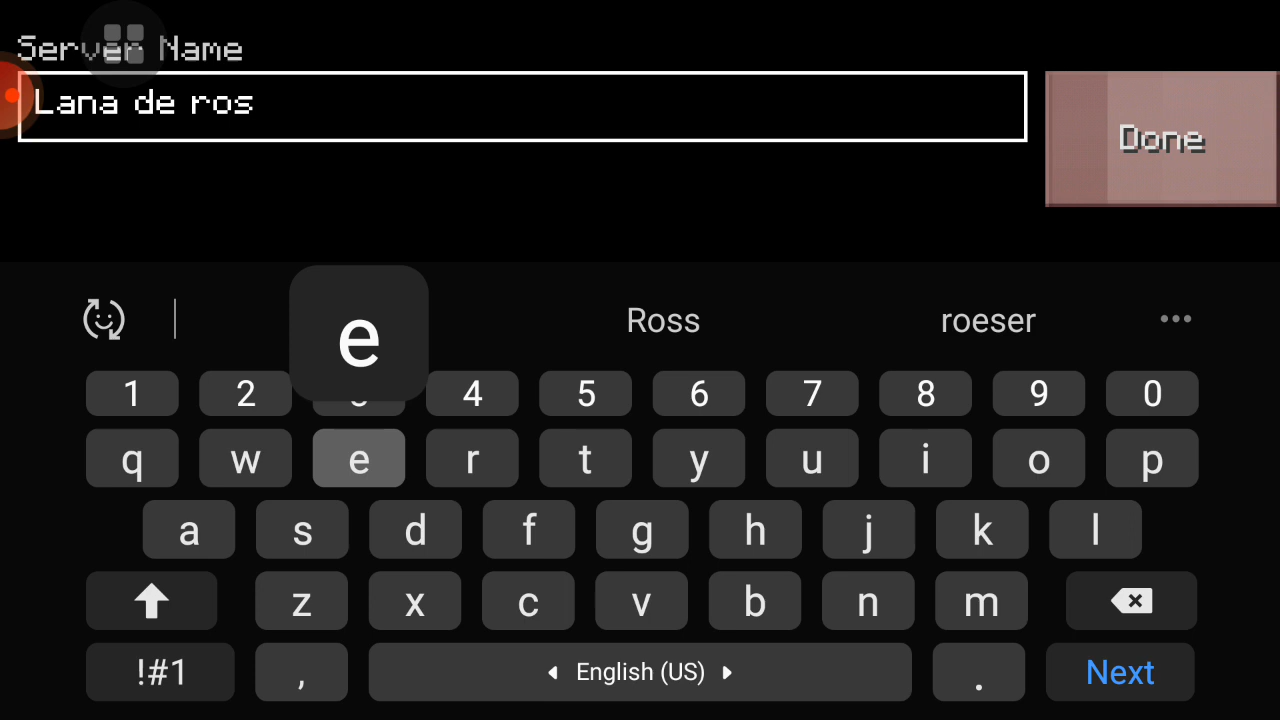 Server Name
Lana de ros
Done
e
Ross
roeser
1 2 4 5 6 7 8 9 0
q w e r t y u i o p
a s d f g h j k l
z x c v b n m
!#1 , English (US) . Next